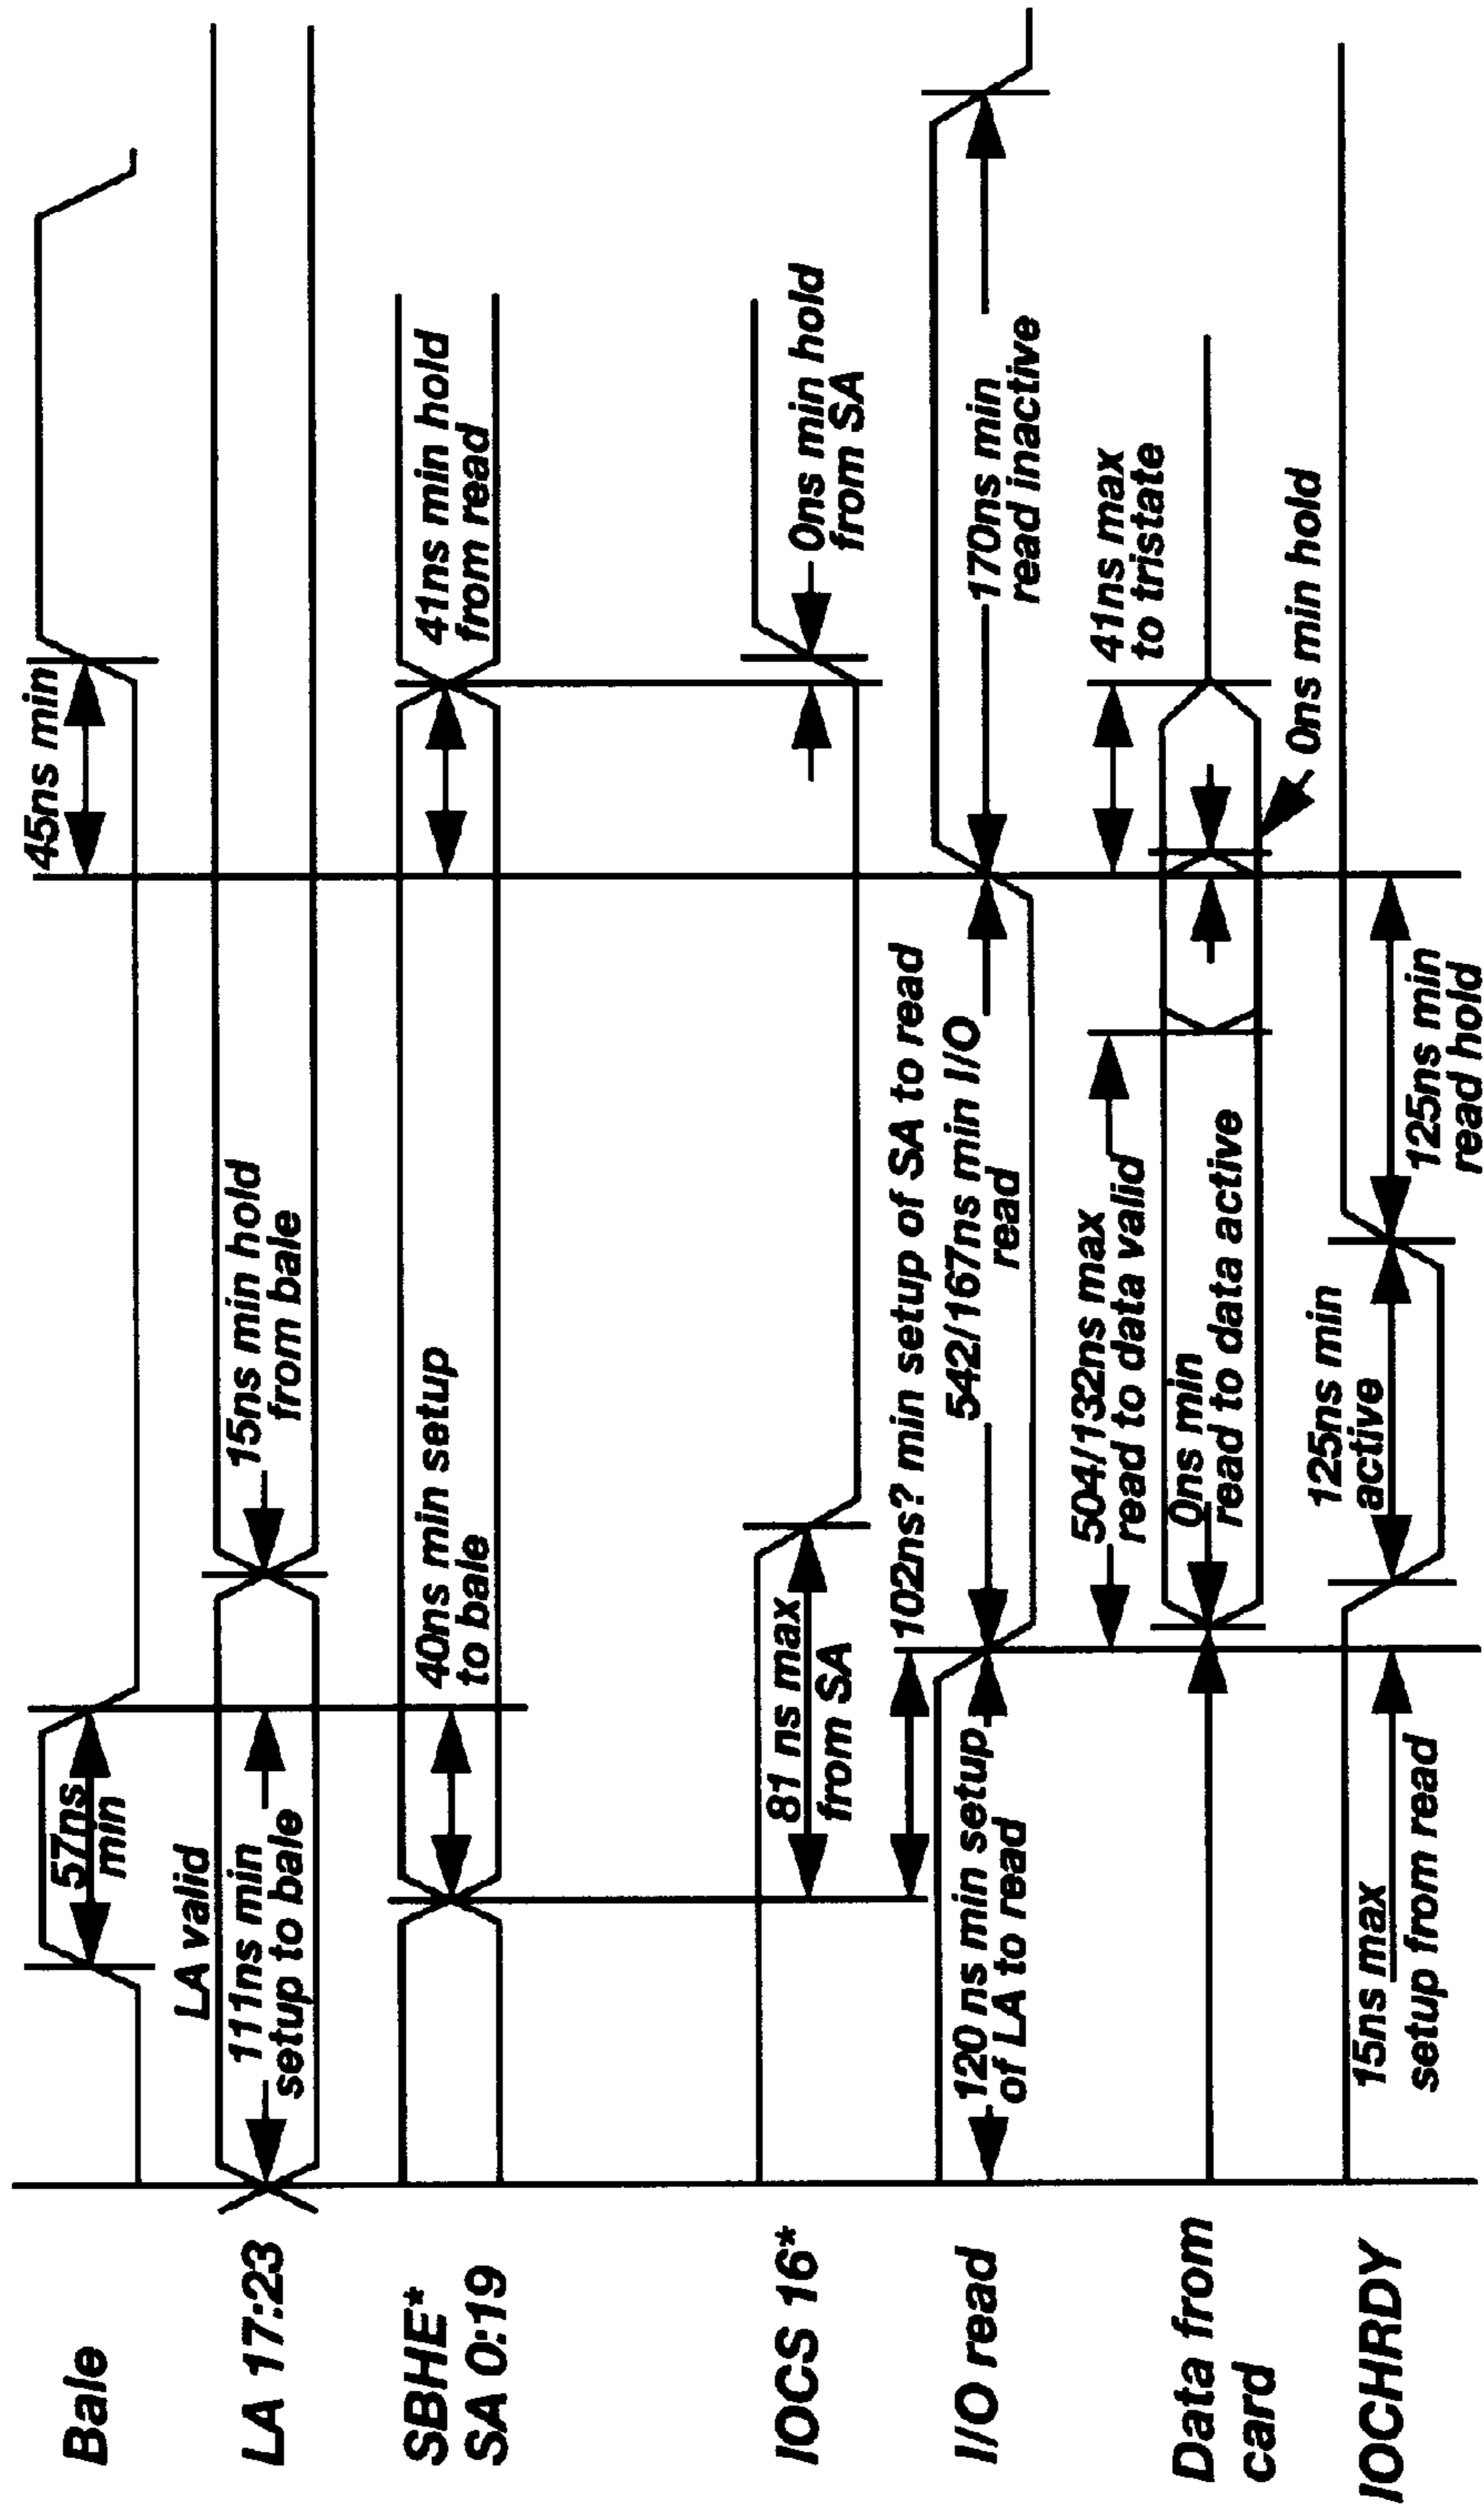 Bale
57ns
min
45ns min
LA 17:23
LA valid
111ns min
setup to bale
15ns min hold
from bale
SBHE*
SA 0:19
40ns min setup
to bale
41ns min hold
from read
IOCS 16*
81 ns max
from SA
0ns min hold
from SA
I/O read
102ns? min setup of SA to read
120 ns min setup
of LA to read
542/167ns min I/O
read
170ns min
read inactive
Data from
card
504/132ns max
read to data valid
0ns min
read to data active
41ns max
to tristate
0ns min hold
IOCHRDY
15ns max
setup from read
125ns min
active
125ns min
read hold